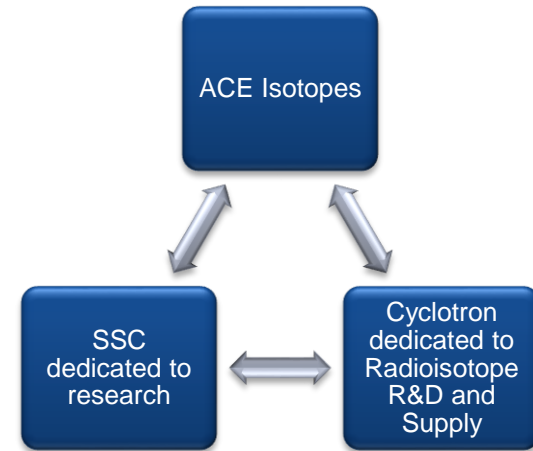 ACE Isotopes
SSC
dedicated to
research
Cyclotron
dedicated to
Radioisotope
R&D and
Supply